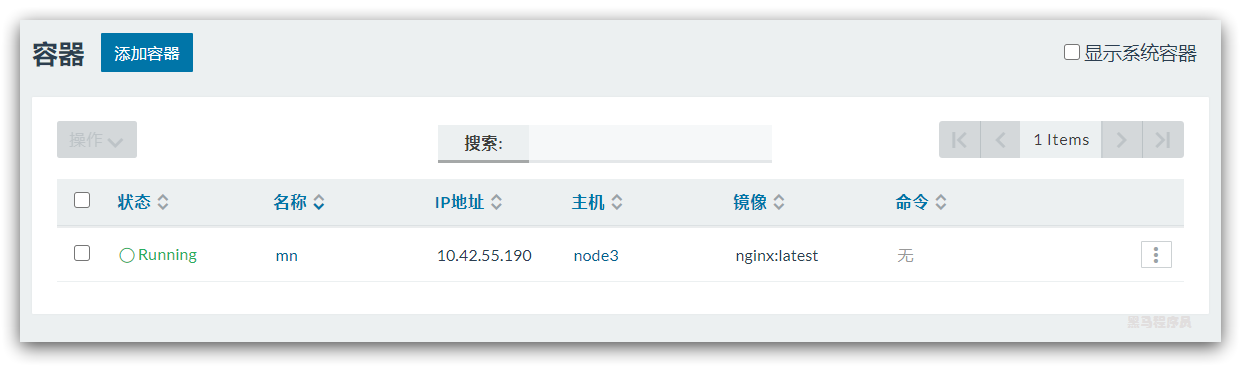 容器 添加容器 显示系统容器
操作 搜索: 1 Items
状态 名称 IP地址 主机 镜像 命令
Running mn 10.42.55.190 node3 nginx:latest 无
黑马程序员